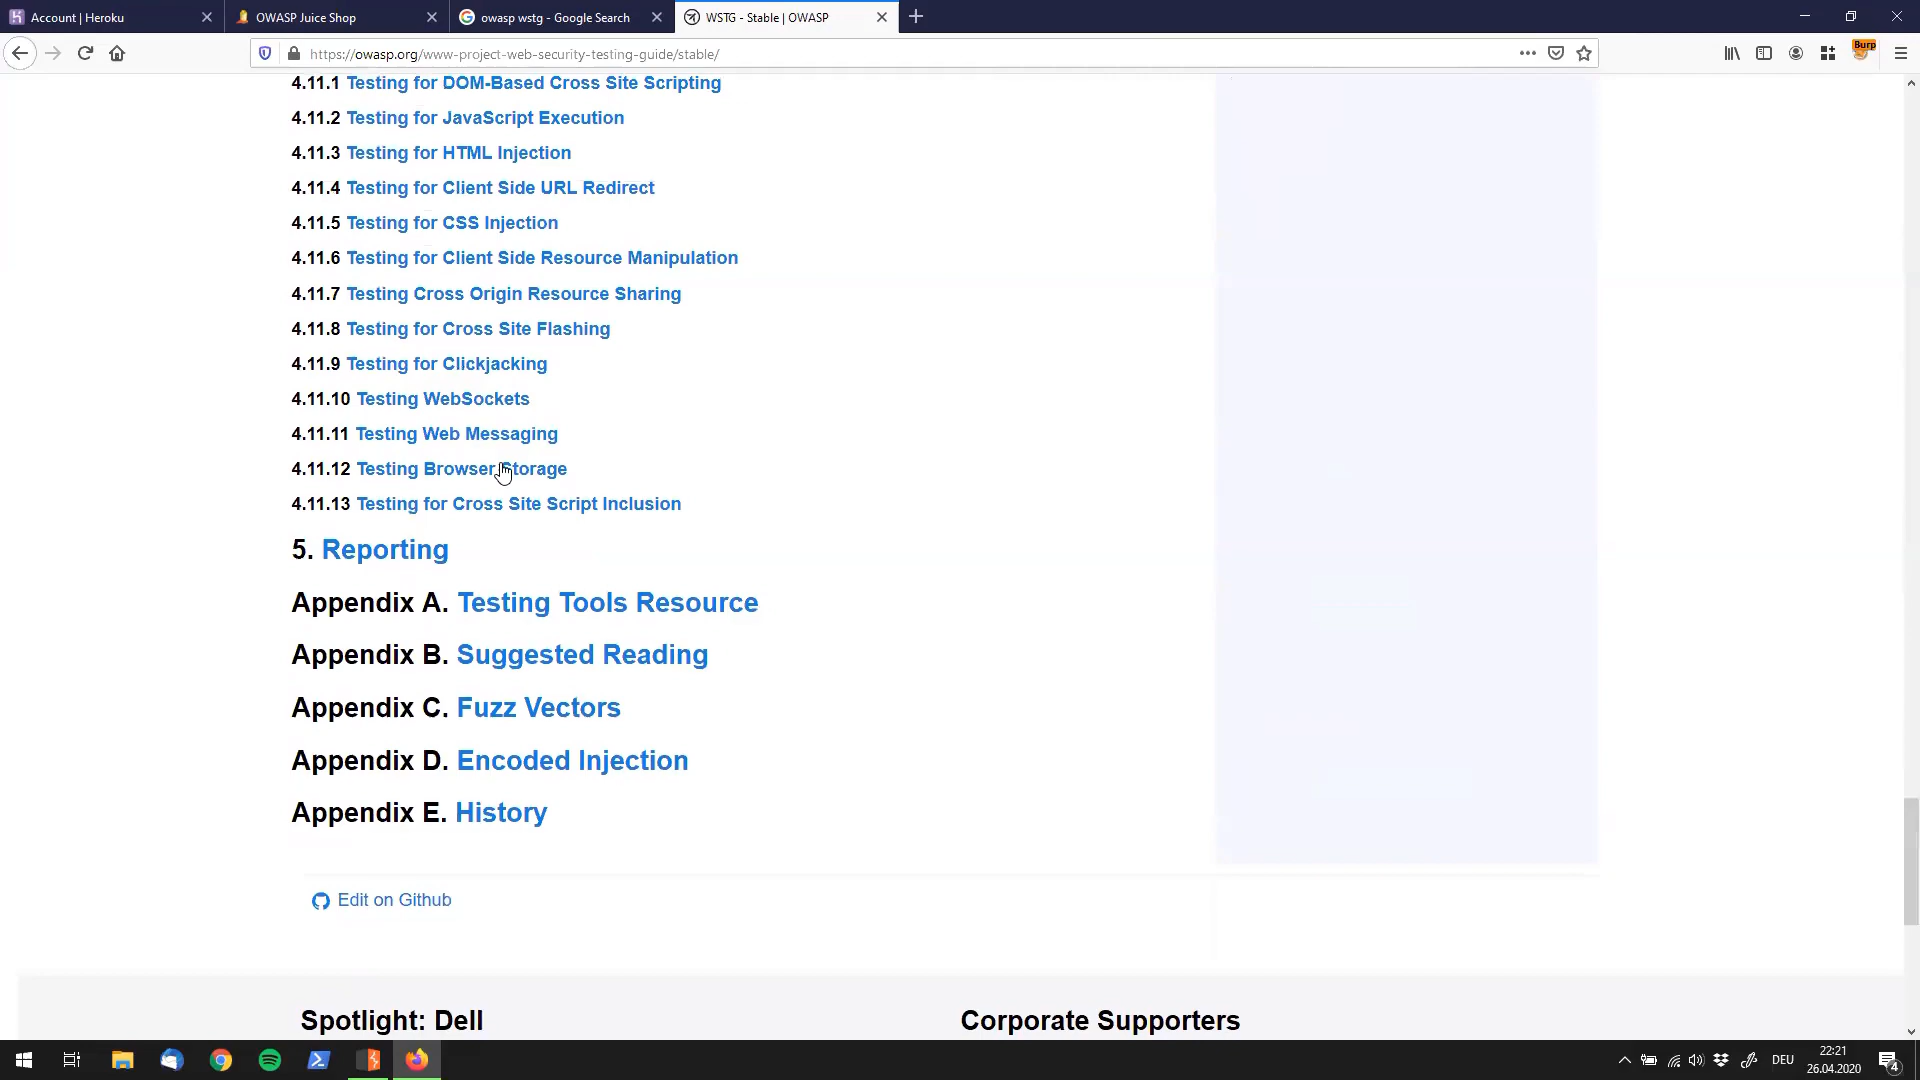 Account | Heroku
OWASP Juice Shop
owasp wstg - Google Search
WSTG - Stable | OWASP
https://owasp.org/www-project-web-security-testing-guide/stable/
Burp
4.11.1 Testing for DOM-Based Cross Site Scripting
4.11.2 Testing for JavaScript Execution
4.11.3 Testing for HTML Injection
4.11.4 Testing for Client Side URL Redirect
4.11.5 Testing for CSS Injection
4.11.6 Testing for Client Side Resource Manipulation
4.11.7 Testing Cross Origin Resource Sharing
4.11.8 Testing for Cross Site Flashing
4.11.9 Testing for Clickjacking
4.11.10 Testing WebSockets
4.11.11 Testing Web Messaging
4.11.12 Testing Browser Storage
4.11.13 Testing for Cross Site Script Inclusion
5. Reporting
Appendix A. Testing Tools Resource
Appendix B. Suggested Reading
Appendix C. Fuzz Vectors
Appendix D. Encoded Injection
Appendix E. History
Edit on Github
Spotlight: Dell
Corporate Supporters
DEU
22:21
26.04.2020
4